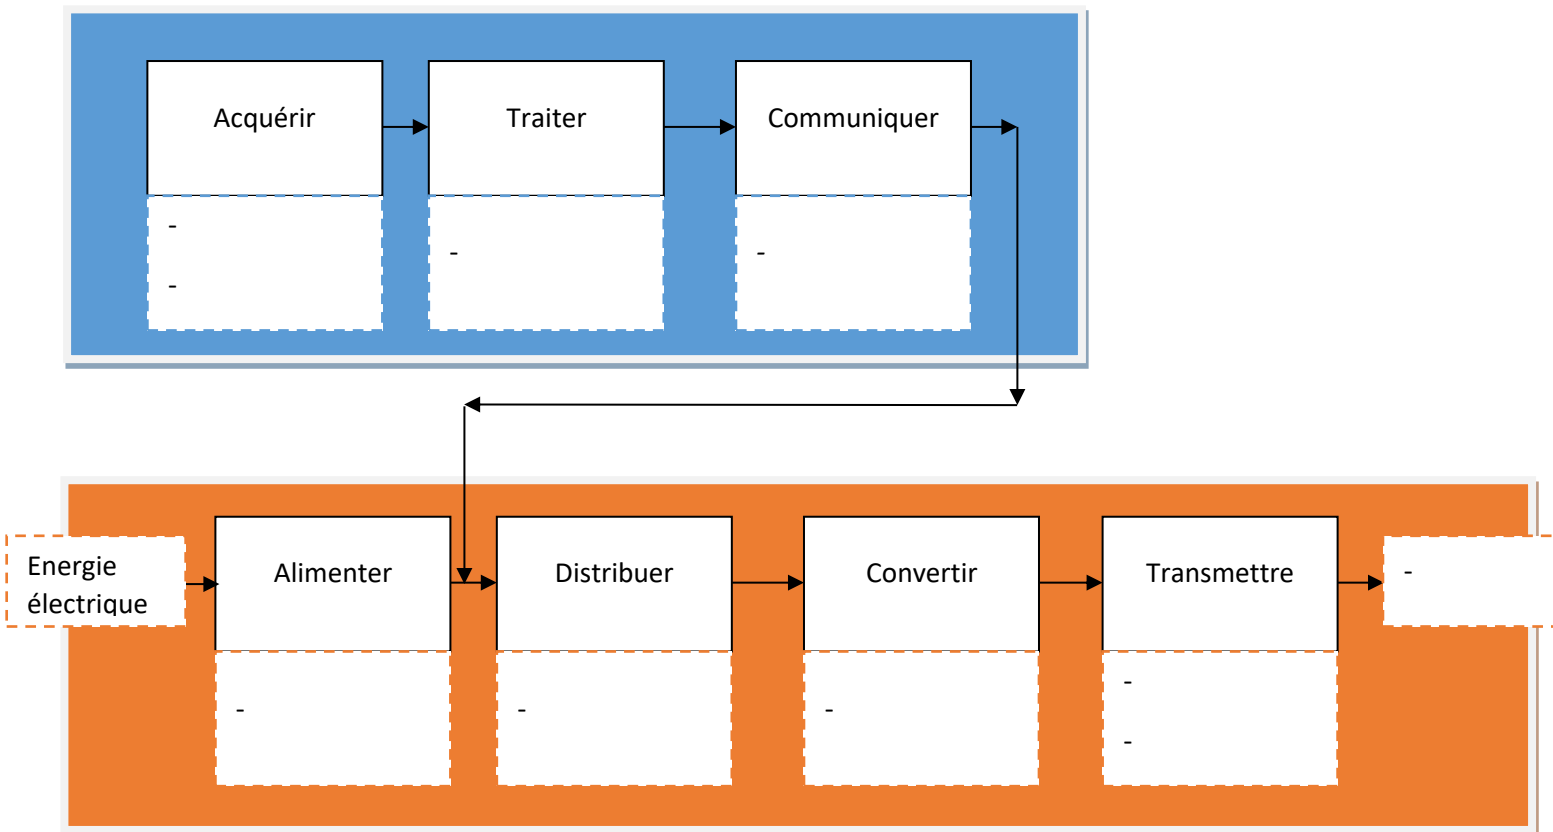 Acquérir
Traiter
Communiquer
-
-
-
-
Energie
électrique
Alimenter
Distribuer
Convertir
Transmettre
-
-
-
-
-
-